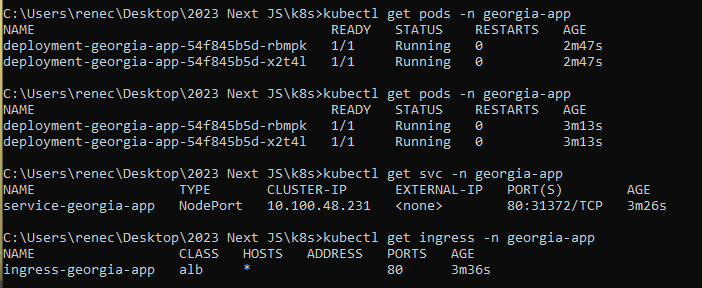 C:\Users\renec\Desktop\2023 Next JS\k8s>kubectl get pods -n georgia-app
NAME READY STATUS RESTARTS AGE
deployment-georgia-app-54f845b5d-rbmpk 1/1 Running 0 2m47s
deployment-georgia-app-54f845b5d-x2t4l 1/1 Running 0 2m47s
C:\Users\renec\Desktop\2023 Next JS\k8s>kubectl get pods -n georgia-app
NAME READY STATUS RESTARTS AGE
deployment-georgia-app-54f845b5d-rbmpk 1/1 Running 0 3m13s
deployment-georgia-app-54f845b5d-x2t4l 1/1 Running 0 3m13s
C:\Users\renec\Desktop\2023 Next JS\k8s>kubectl get svc -n georgia-app
NAME TYPE CLUSTER-IP EXTERNAL-IP PORT(S) AGE
service-georgia-app NodePort 10.100.48.231 <none> 80:31372/TCP 3m26s
C:\Users\renec\Desktop\2023 Next JS\k8s>kubectl get ingress -n georgia-app
NAME CLASS HOSTS ADDRESS PORTS AGE
ingress-georgia-app alb * 80 3m36s